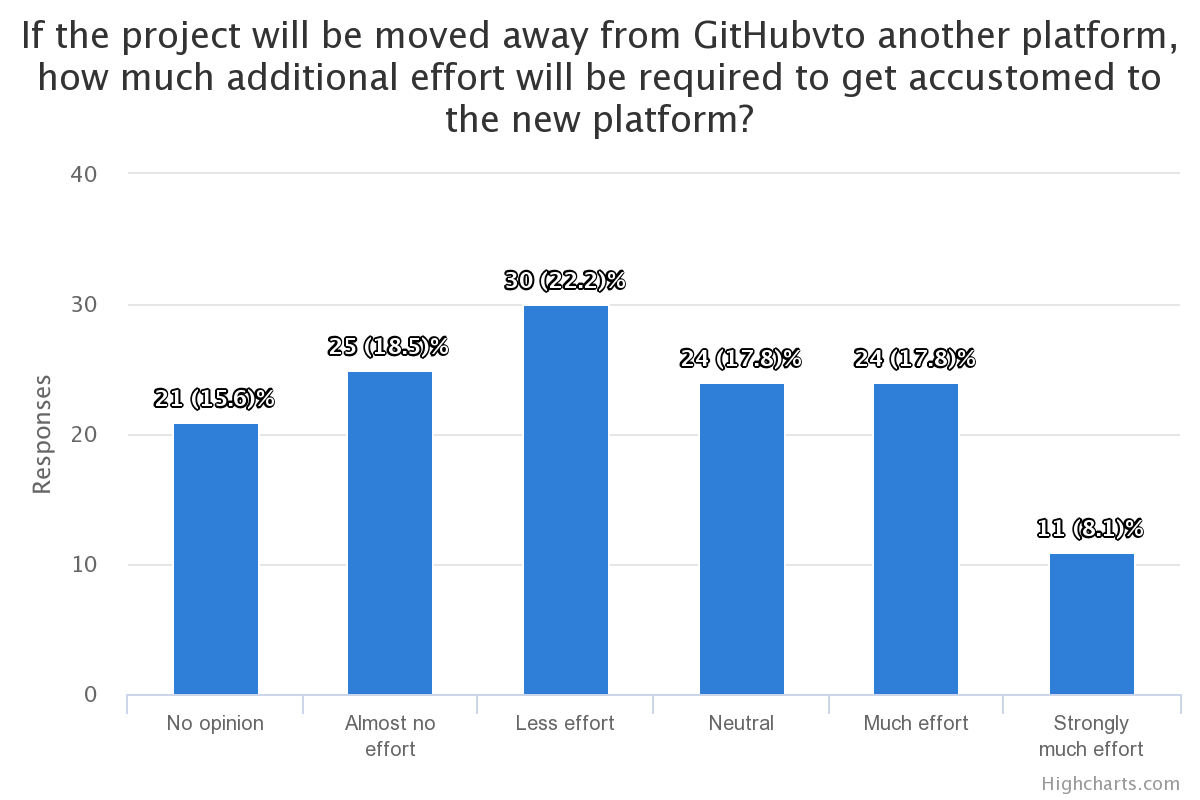 If the project will be moved away from GitHubvto another platform,
how much additional effort will be required to get accustomed to
the new platform?
40
30
20
10
0
Responses
21 (15.6)%
25 (18.5)%
30 (22.2)%
24 (17.8)%
24 (17.8)%
11 (8.1)%
No opinion
Almost no
effort
Less effort
Neutral
Much effort
Strongly
much effort
Highcharts.com